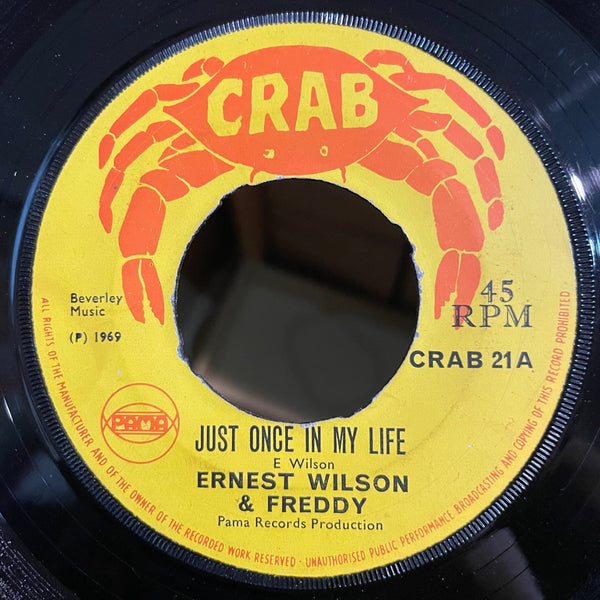 CRAB
Beverley
Music
(P) 1969
45
RPM
CRAB 21A
PAMA
JUST ONCE IN MY LIFE
E Wilson
ERNEST WILSON
& FREDDY
Pama Records Production
ALL RIGHTS OF THE MANUFACTURER AND OF THE OWNER OF THE RECORDED WORK RESERVED - UNAUTHORISED PUBLIC PERFORMANCE BROADCASTING AND COPYING OF THIS RECORD PROHIBITED